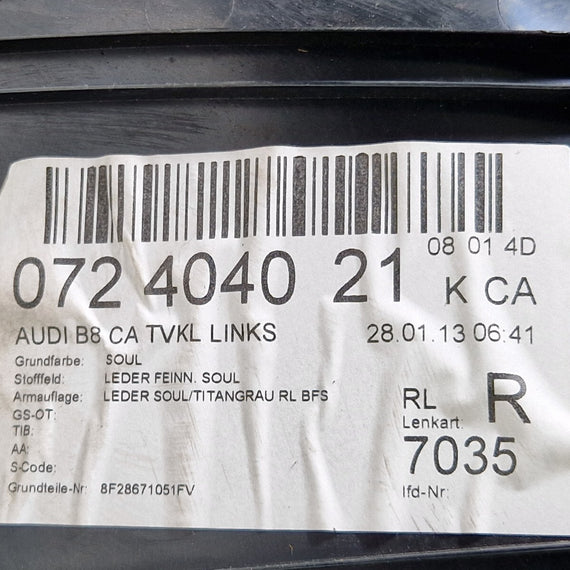 08 01 4D
072 4040 21 K CA
AUDI B8 CA TVKL LINKS 28.01.13 06:41
Grundfarbe: SOUL
Stofffeld: LEDER FEINN. SOUL
Armauflage: LEDER SOUL/TITANGRAU RL BFS
GS-OT:
TIB:
AA:
S-Code:
Grundteile-Nr: 8F28671051FV
RL R
Lenkart:
7035
lfd-Nr: